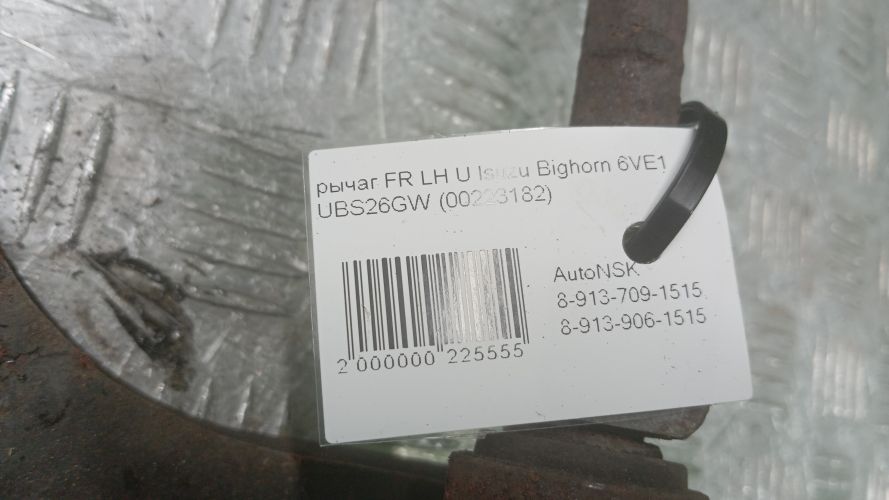 рычаг FR LH U Isuzu Bighorn 6VE1
UBS26GW (00223182)
AutoNSK
8-913-709-1515
8-913-906-1515
2 000000 225555